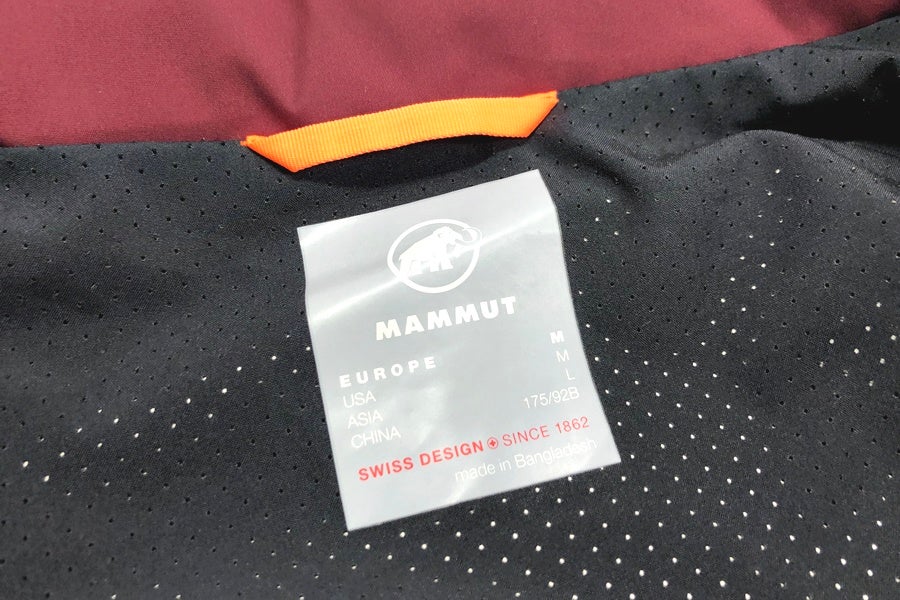 MAMMUT
EUROPE M
USA M
ASIA L
CHINA 175/92B
SWISS DESIGN SINCE 1862
made in Bangladesh